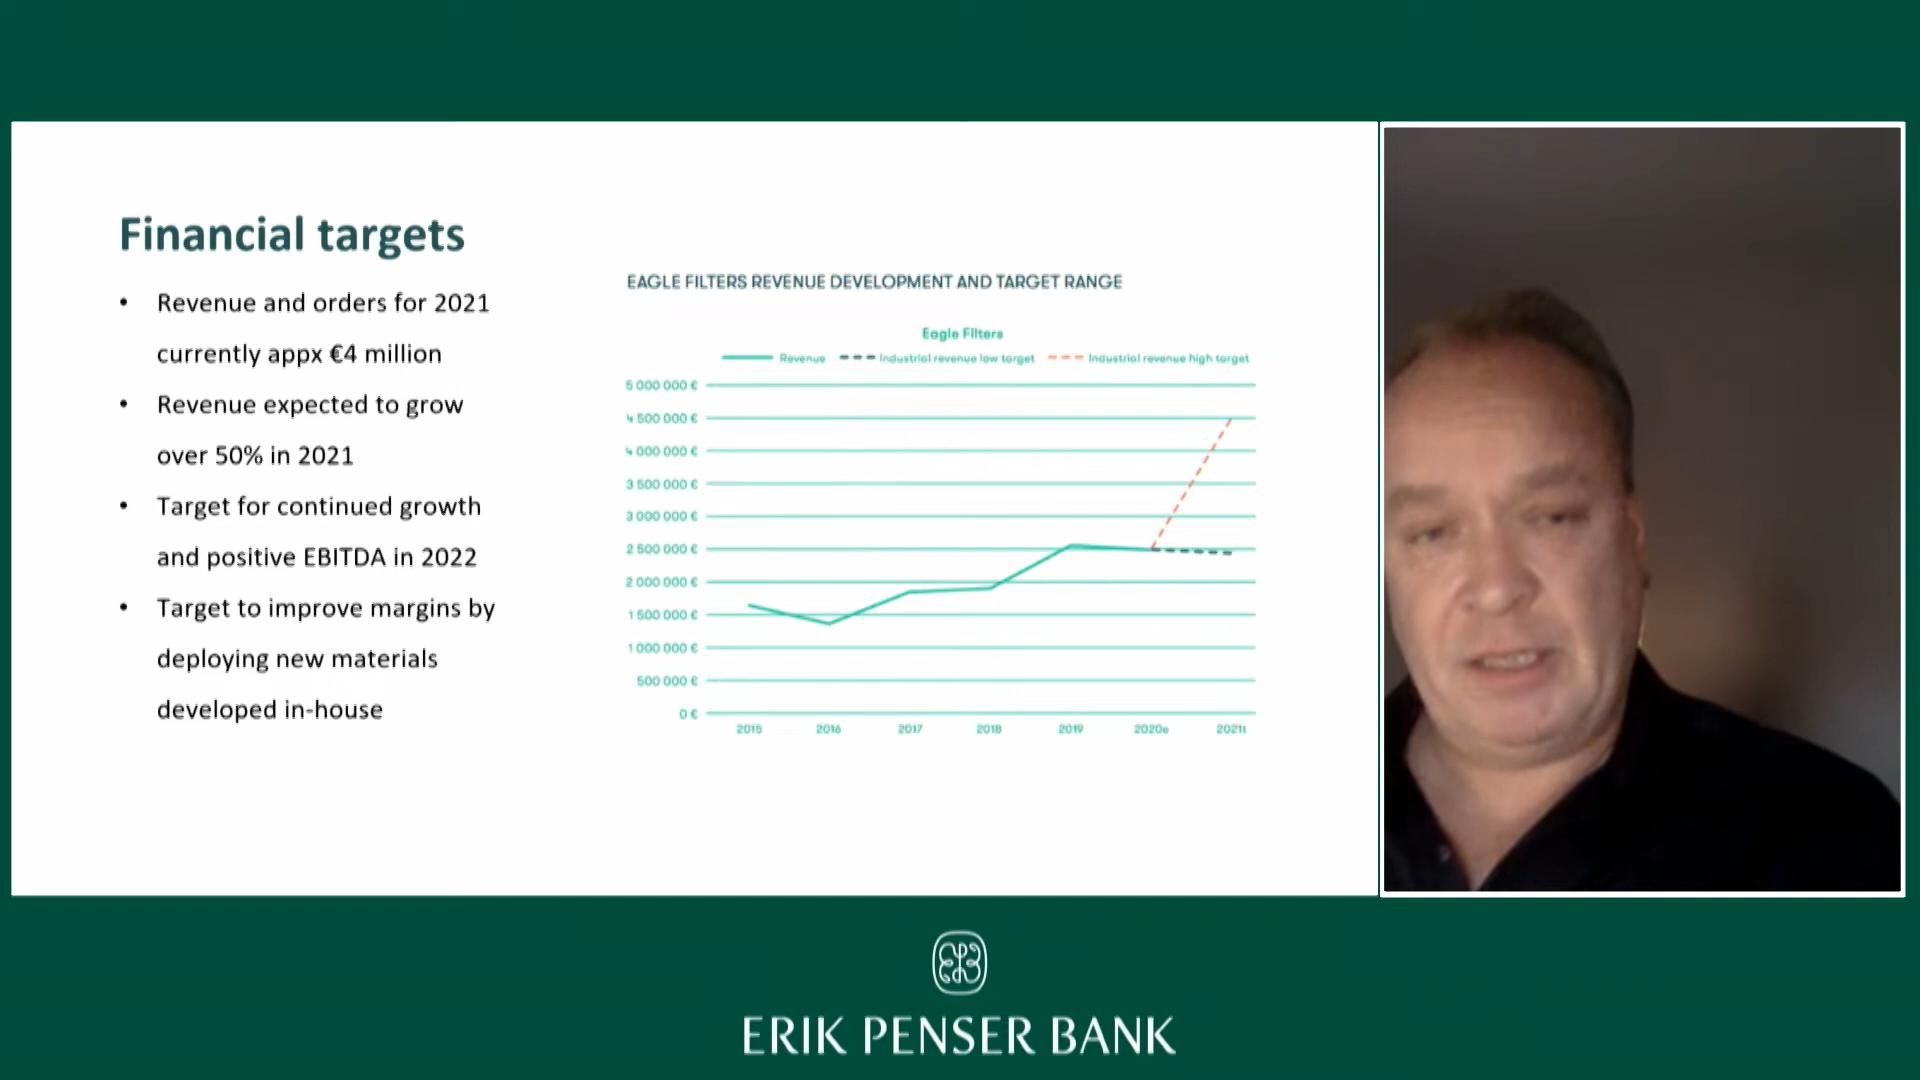 Financial targets
• Revenue and orders for 2021
currently appx €4 million
• Revenue expected to grow
over 50% in 2021
• Target for continued growth
and positive EBITDA in 2022
• Target to improve margins by
deploying new materials
developed in-house
EAGLE FILTERS REVENUE DEVELOPMENT AND TARGET RANGE
Eagle Filters
Revenue Industrial revenue low target Industrial revenue high target
5 000 000 €
4 500 000 €
4 000 000 €
3 500 000 €
3 000 000 €
2 500 000 €
2 000 000 €
1 500 000 €
1 000 000 €
500 000 €
0 €
2015 2016 2017 2018 2019 2020e 2021t
ERIK PENSER BANK